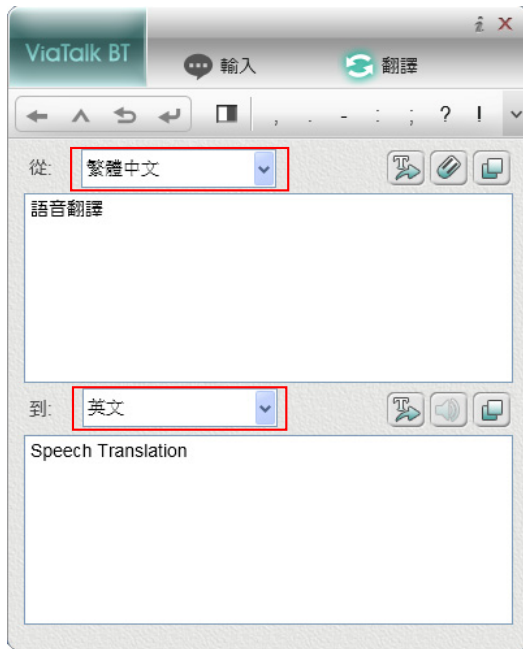 ViaTalk BT
輸入
翻譯
, . - : ; ? !
從: 繁體中文
語音翻譯
到: 英文
Speech Translation